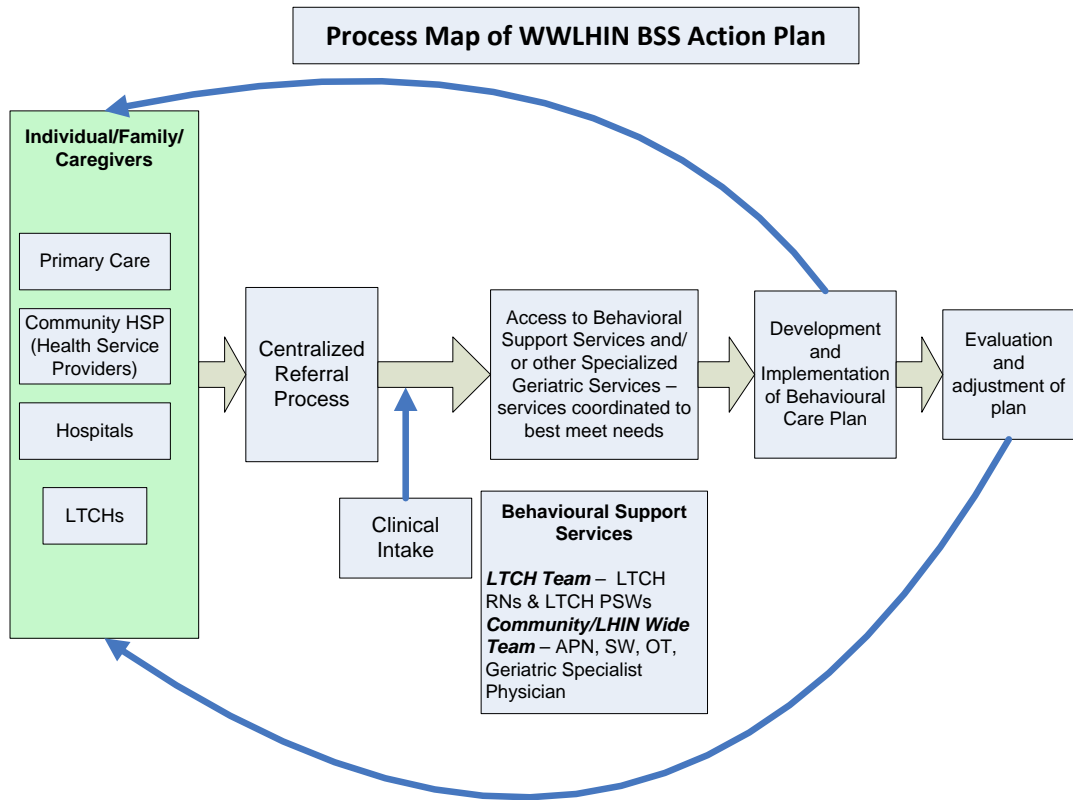 Process Map of WWLHIN BSS Action Plan
Individual/Family/
Caregivers
Primary Care
Community HSP
(Health Service
Providers)
Hospitals
LTCHs
Centralized
Referral
Process
Clinical
Intake
Access to Behavioral
Support Services and/
or other Specialized
Geriatric Services –
services coordinated to
best meet needs
Behavioural Support
Services
LTCH Team – LTCH
RNs & LTCH PSWs
Community/LHIN Wide
Team – APN, SW, OT,
Geriatric Specialist
Physician
Development
and
Implementation
of Behavioural
Care Plan
Evaluation
and
adjustment of
plan